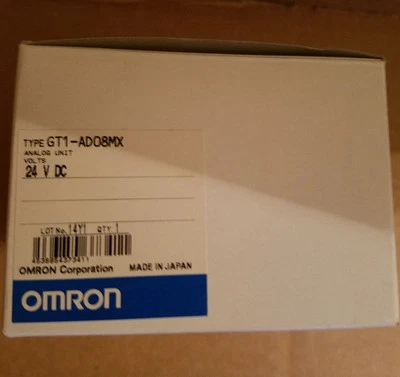 TYPE GT1-AD08MX
ANALOG UNIT
VOLTS
24 V DC
LOT No. 14Y1 QTY. 1
4536854373411
OMRON Corporation MADE IN JAPAN
OMRON